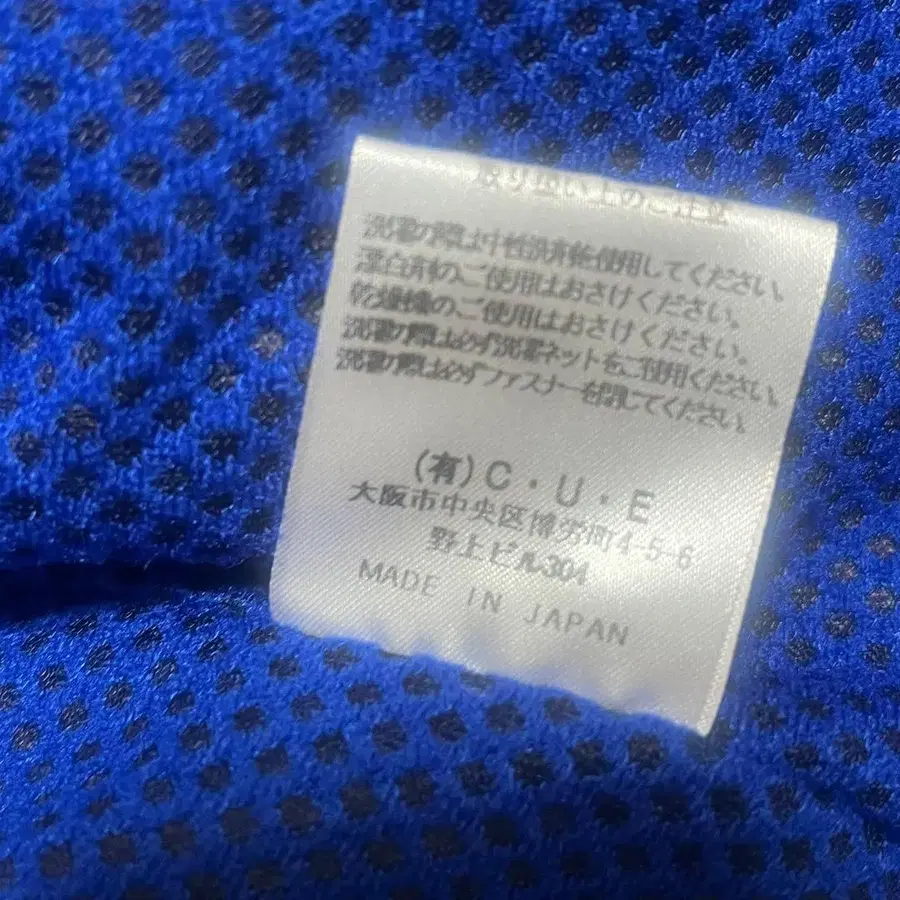 取り扱い上のご注意
洗濯の際は中性洗剤を使用してください。
漂白剤のご使用はおさけください。
乾燥機のご使用はおさけください。
洗濯の際は必ず洗濯ネットをご使用ください。
洗濯の際は必ずファスナーを閉じてください。
(有)C・U・E
大阪市中央区博労町4-5-6
野上ビル304
MADE IN JAPAN